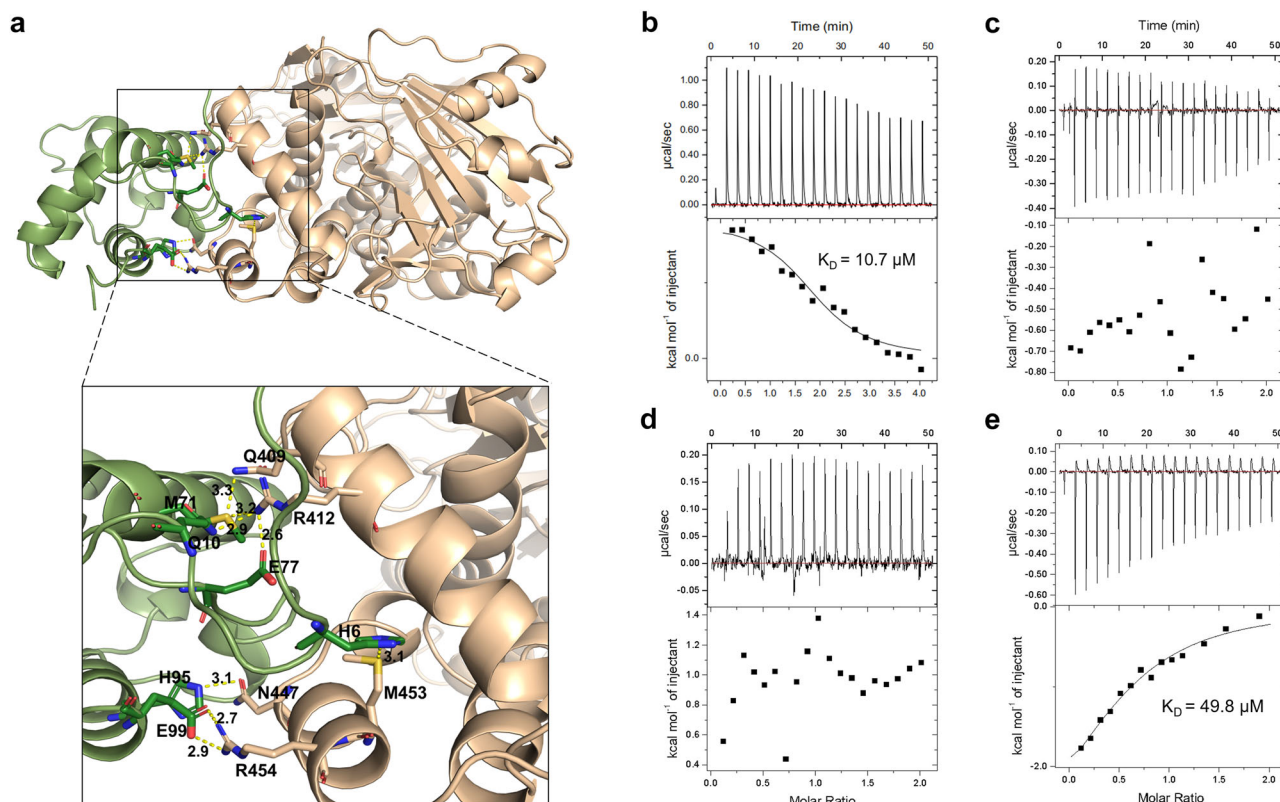 a
Q409
3.3
M71
3.2
R412
2.9
2.6
Q10
E77
H6
3.1
H95
3.1
N447
M453
2.7
E99
2.9
R454
b
Time (min)
0 10 20 30 40 50
1.00
0.80
0.60
0.40
0.20
0.00
µcal/sec
K_D = 10.7 µM
0.0
kcal mol⁻¹ of injectant
0.0 0.5 1.0 1.5 2.0 2.5 3.0 3.5 4.0
c
Time (min)
0 10 20 30 40 50
0.20
0.10
0.00
-0.10
-0.20
-0.30
-0.40
µcal/sec
-0.10
-0.20
-0.30
-0.40
-0.50
-0.60
-0.70
-0.80
kcal mol⁻¹ of injectant
0.0 0.5 1.0 1.5 2.0
d
0 10 20 30 40 50
0.20
0.15
0.10
0.05
0.00
-0.05
µcal/sec
1.4
1.2
1.0
0.8
0.6
0.4
kcal mol⁻¹ of injectant
0.0 0.5 1.0 1.5 2.0
Molar Ratio
e
0 10 20 30 40 50
0.10
0.00
-0.10
-0.20
-0.30
-0.40
-0.50
-0.60
µcal/sec
0.0
K_D = 49.8 µM
-2.0
kcal mol⁻¹ of injectant
0.0 0.5 1.0 1.5 2.0
Molar Ratio